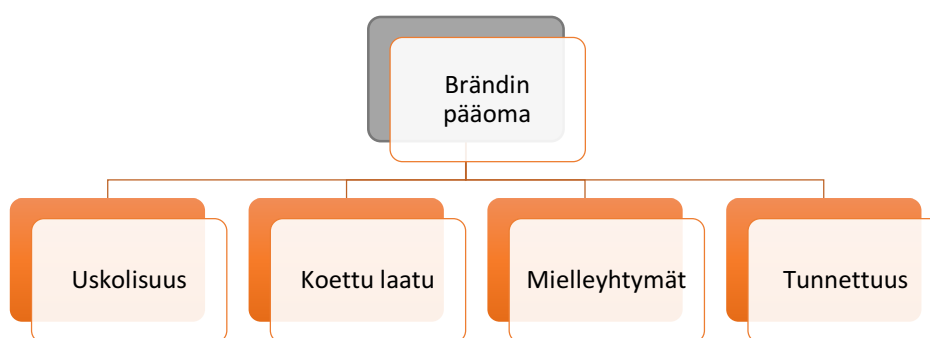 Brändin
pääoma
Uskolisuus
Koettu laatu
Mielleyhtymät
Tunnettuus